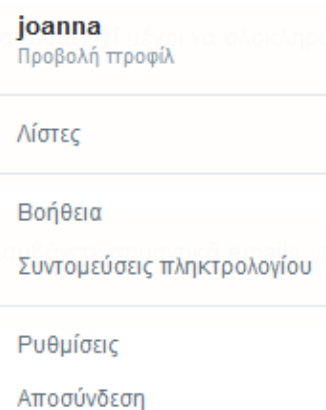 joanna
Προβολή προφίλ
Λίστες
Βοήθεια
Συντομεύσεις πληκτρολογίου
Ρυθμίσεις
Αποσύνδεση